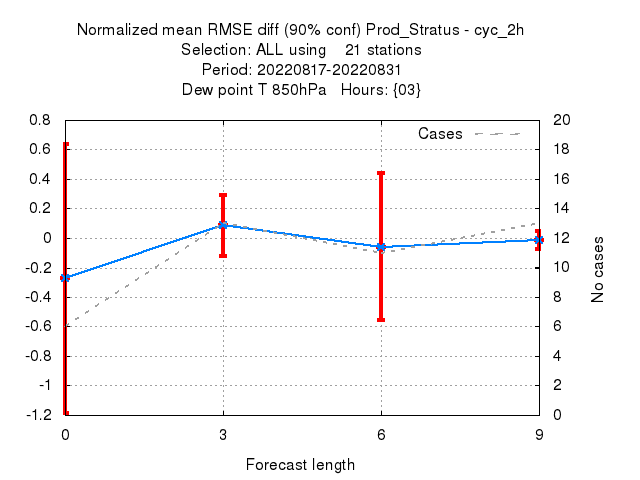 Normalized mean RMSE diff (90% conf) Prod_Stratus - cyc_2h
Selection: ALL using    21 stations
Period: 20220817-20220831
Dew point T 850hPa   Hours: {03}
0.8 20
Cases
0.6 18
0.4 16
0.2 14
0 12
-0.2 10
-0.4 8
-0.6 6
-0.8 4
-1 2
-1.2 0
No cases
0 3 6 9
Forecast length